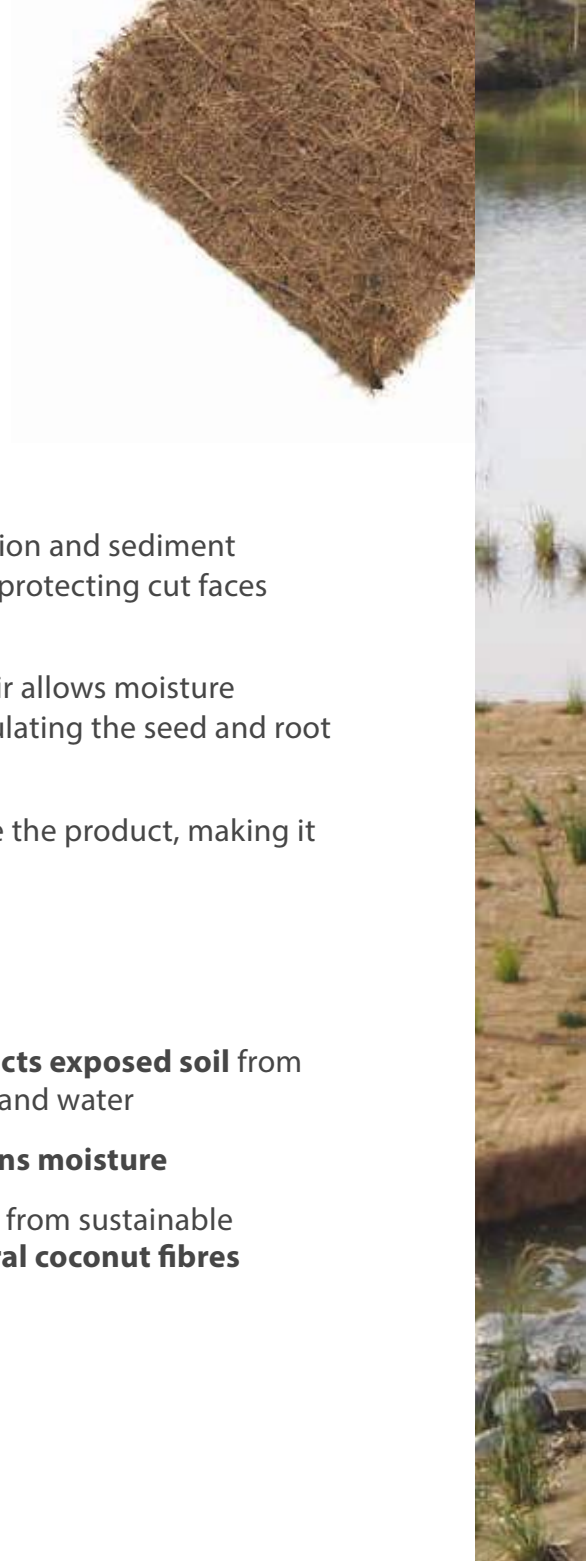 ion and sediment
protecting cut faces
ir allows moisture
ulating the seed and root
e the product, making it
cts exposed soil from
and water
ns moisture
from sustainable
ral coconut fibres